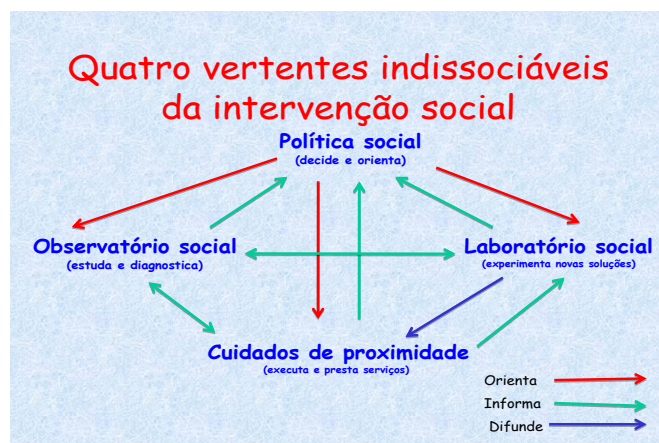 Quatro vertentes indissociáveis
da intervenção social
Política social
(decide e orienta)
Observatório social
(estuda e diagnostica)
Laboratório social
(experimenta novas soluções)
Cuidados de proximidade
(executa e presta serviços)
Orienta
Informa
Difunde